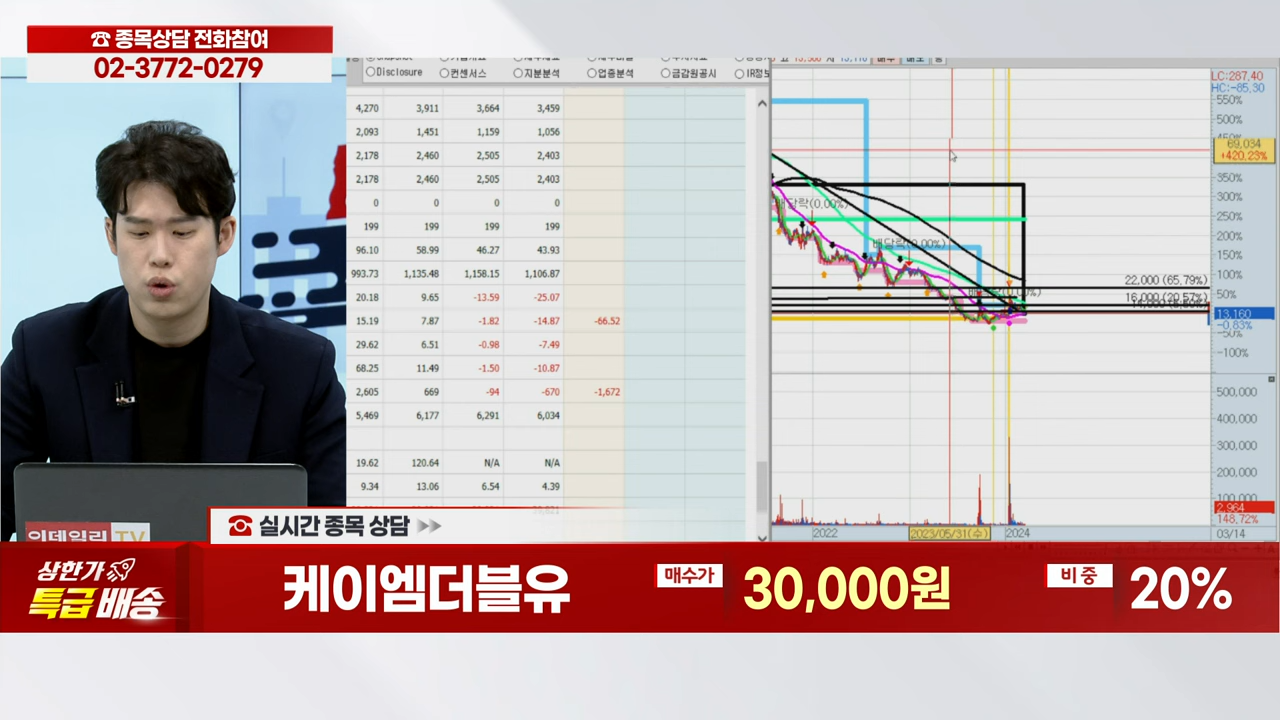 ☎ 종목상담 전화참여
02-3772-0279
Disclosure 컨센서스 지분분석 업종분석 금감원공시 IR정보
4,270 3,911 3,664 3,459
2,093 1,451 1,159 1,056
2,178 2,460 2,505 2,403
2,178 2,460 2,505 2,403
0 0 0 0
199 199 199 199
96.10 58.99 46.27 43.93
993.73 1,135.48 1,158.15 1,106.87
20.18 9.65 -13.59 -25.07
15.19 7.87 -1.82 -14.87 -66.52
29.62 6.51 -0.98 -7.49
68.25 11.49 -1.50 -10.87
2,605 669 -94 -670 -1,672
5,469 6,177 6,291 6,034
19.62 120.64 N/A N/A
9.34 13.06 6.54 4.39
LC:287.40
HC:-85.30
550%
500%
450%
69,034
+420.23%
350%
300%
250%
200%
150%
100%
50%
13,160
-0.83%
-50%
-100%
배당락(0.00%)
배당락(0.00%)
22,000 (65.79%)
16,000 (20.57%)
500,000
400,000
300,000
200,000
100,000
2,964
148.72%
2022 2023/05/31(수) 2024 03/14
이데일리 TV
☎ 실시간 종목 상담
상한가
특급 배송
케이엠더블유 매수가 30,000원 비중 20%